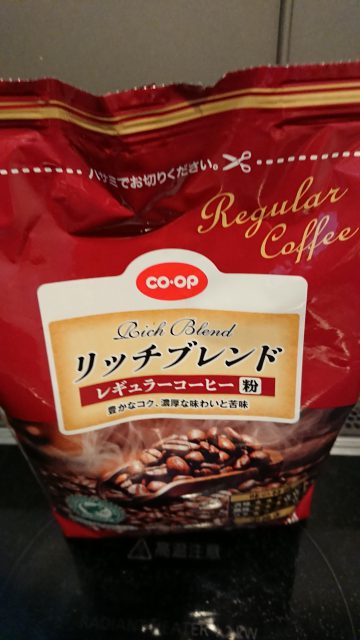 ハサミでお切りください。
Regular
Coffee
CO·OP
Rich Blend
リッチブレンド
レギュラーコーヒー 粉
豊かなコク、濃厚な味わいと苦味
高温注意